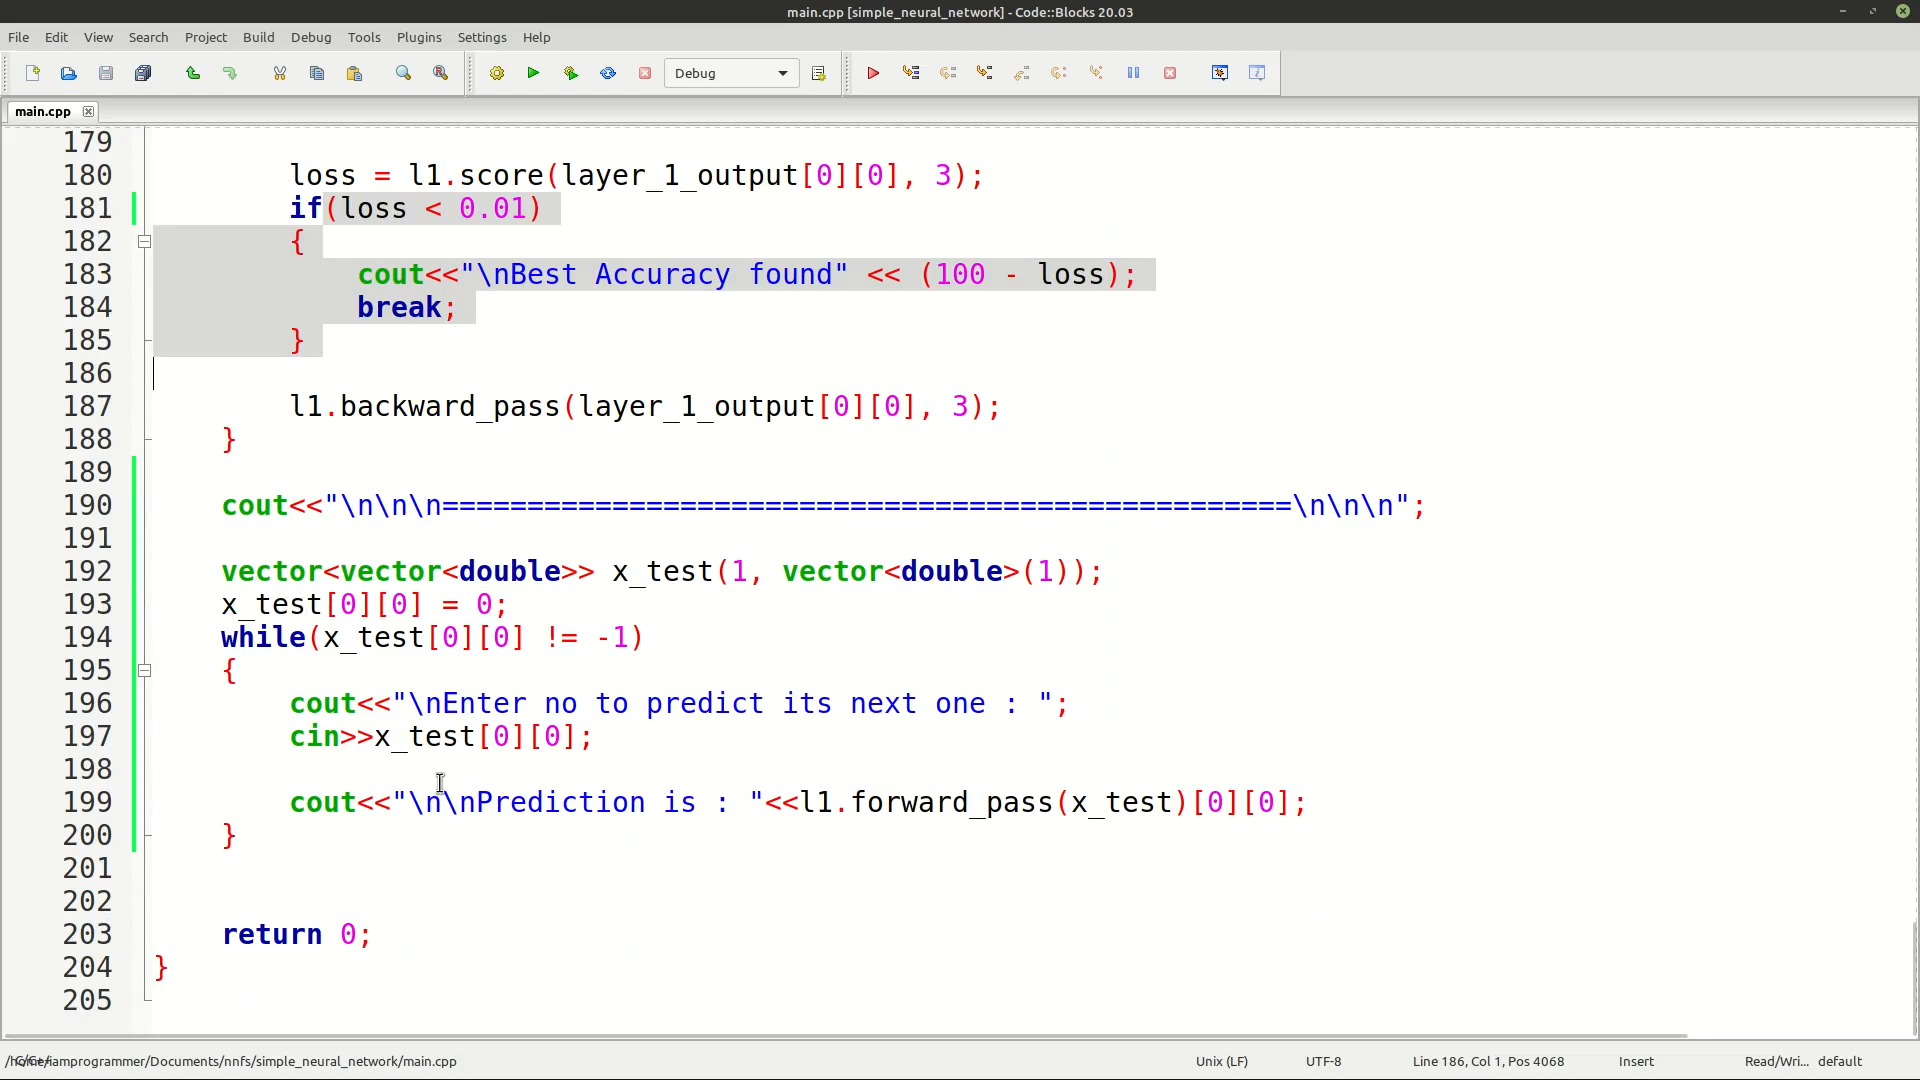 main.cpp [simple_neural_network] - Code::Blocks 20.03
File Edit View Search Project Build Debug Tools Plugins Settings Help
Debug
main.cpp
179
180 loss = l1.score(layer_1_output[0][0], 3);
181 if(loss < 0.01)
182 {
183 cout<<"\nBest Accuracy found" << (100 - loss);
184 break;
185 }
186
187 l1.backward_pass(layer_1_output[0][0], 3);
188 }
189
190 cout<<"\n\n\n==================================================\n\n\n";
191
192 vector<vector<double>> x_test(1, vector<double>(1));
193 x_test[0][0] = 0;
194 while(x_test[0][0] != -1)
195 {
196 cout<<"\nEnter no to predict its next one : ";
197 cin>>x_test[0][0];
198
199 cout<<"\n\nPrediction is : "<<l1.forward_pass(x_test)[0][0];
200 }
201
202
203 return 0;
204 }
205
/home/iamprogrammer/Documents/nnfs/simple_neural_network/main.cpp C/C++ Unix (LF) UTF-8 Line 186, Col 1, Pos 4068 Insert Read/Wri... default